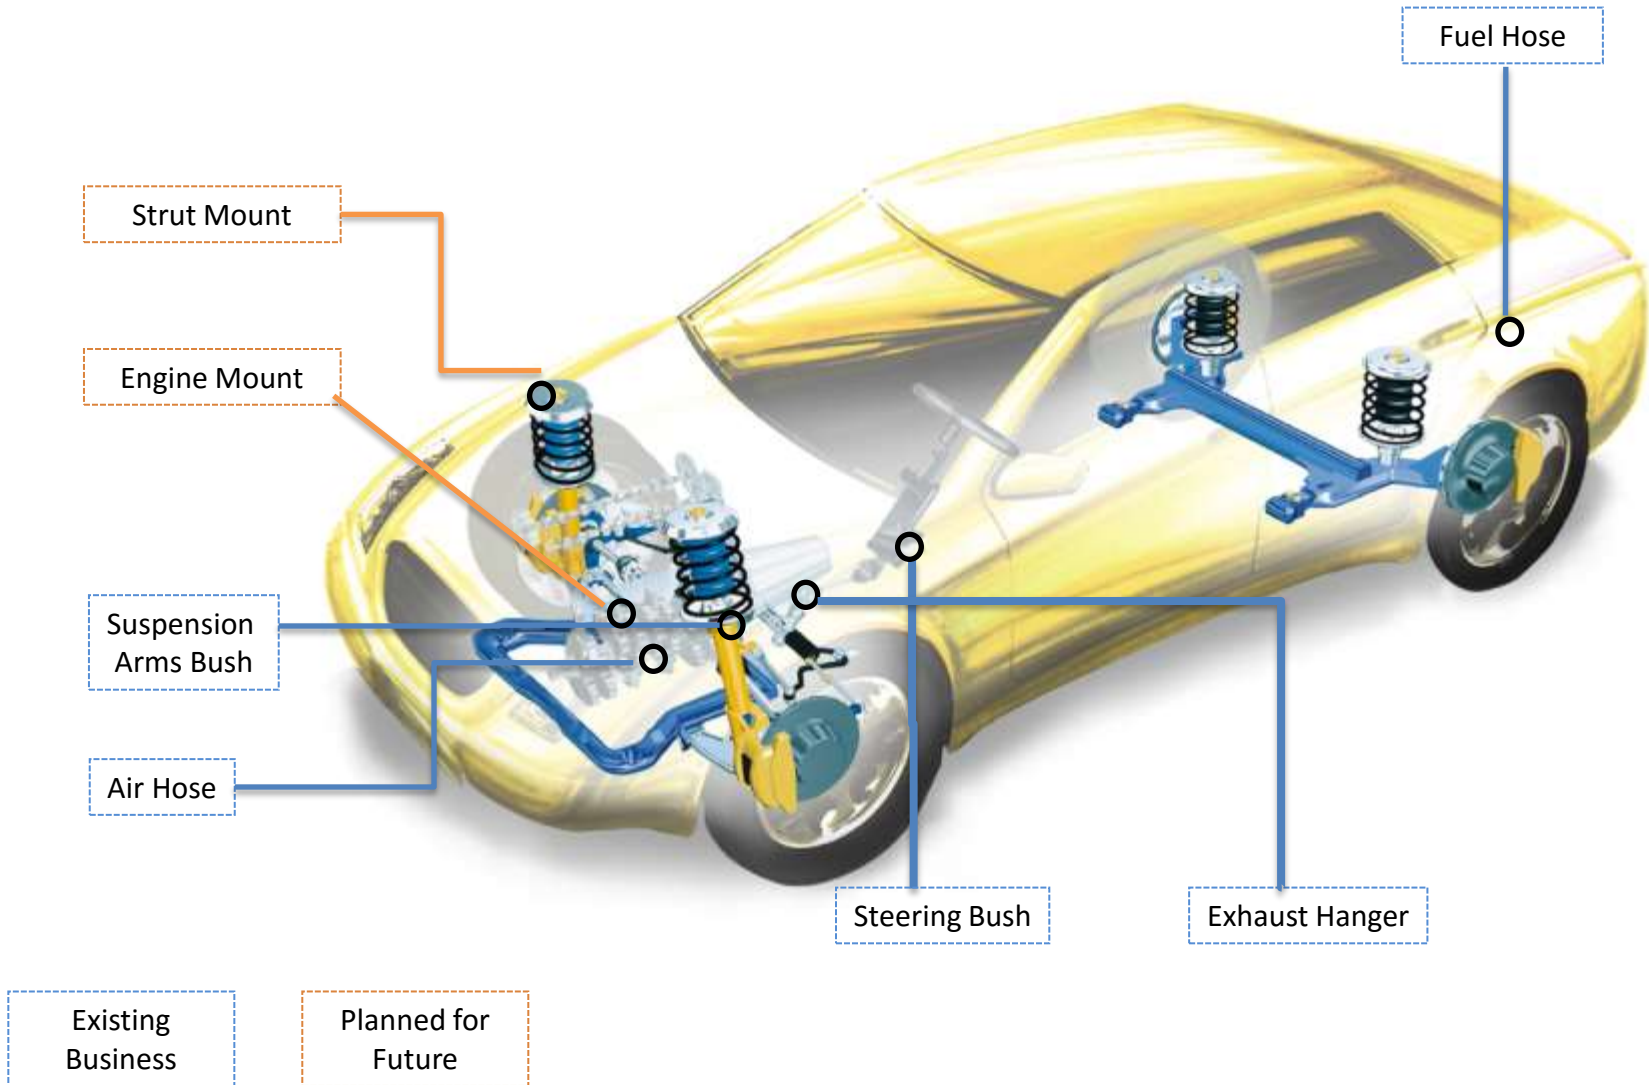 Fuel Hose
Strut Mount
Engine Mount
Suspension
Arms Bush
Air Hose
Steering Bush
Exhaust Hanger
Existing
Business
Planned for
Future